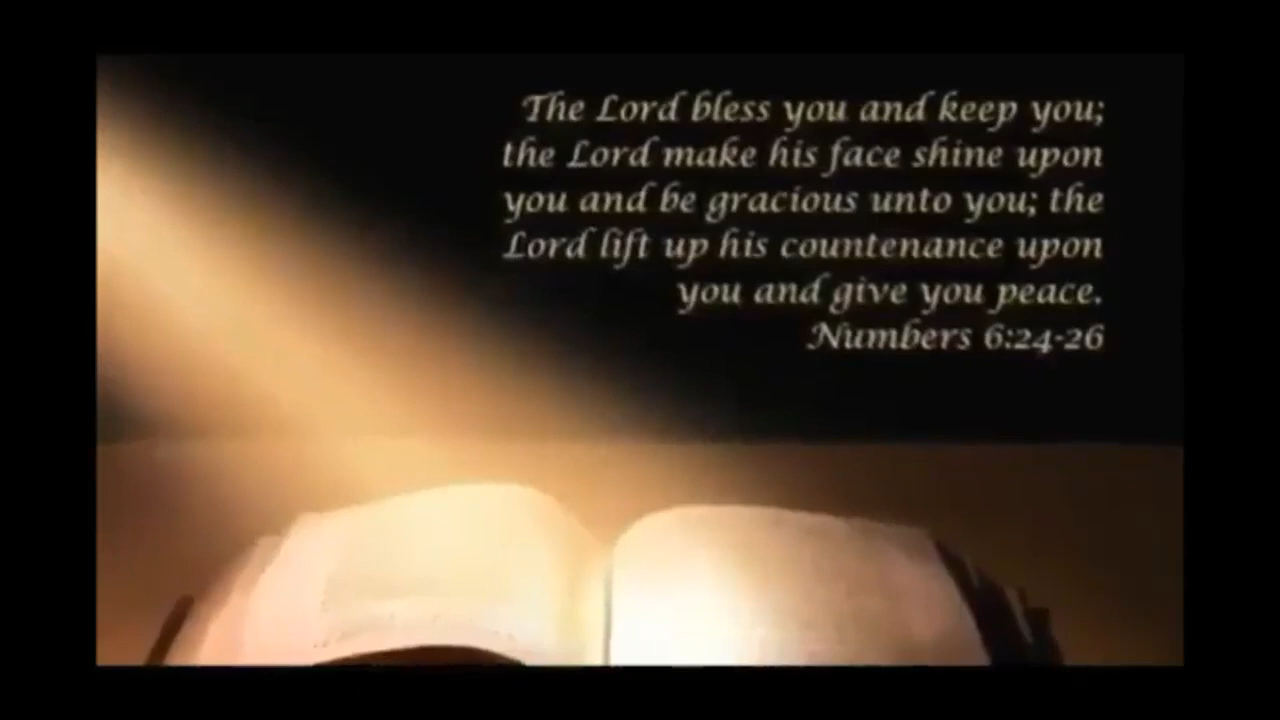 The Lord bless you and keep you;
the Lord make his face shine upon
you and be gracious unto you; the
Lord lift up his countenance upon
you and give you peace.
Numbers 6:24-26